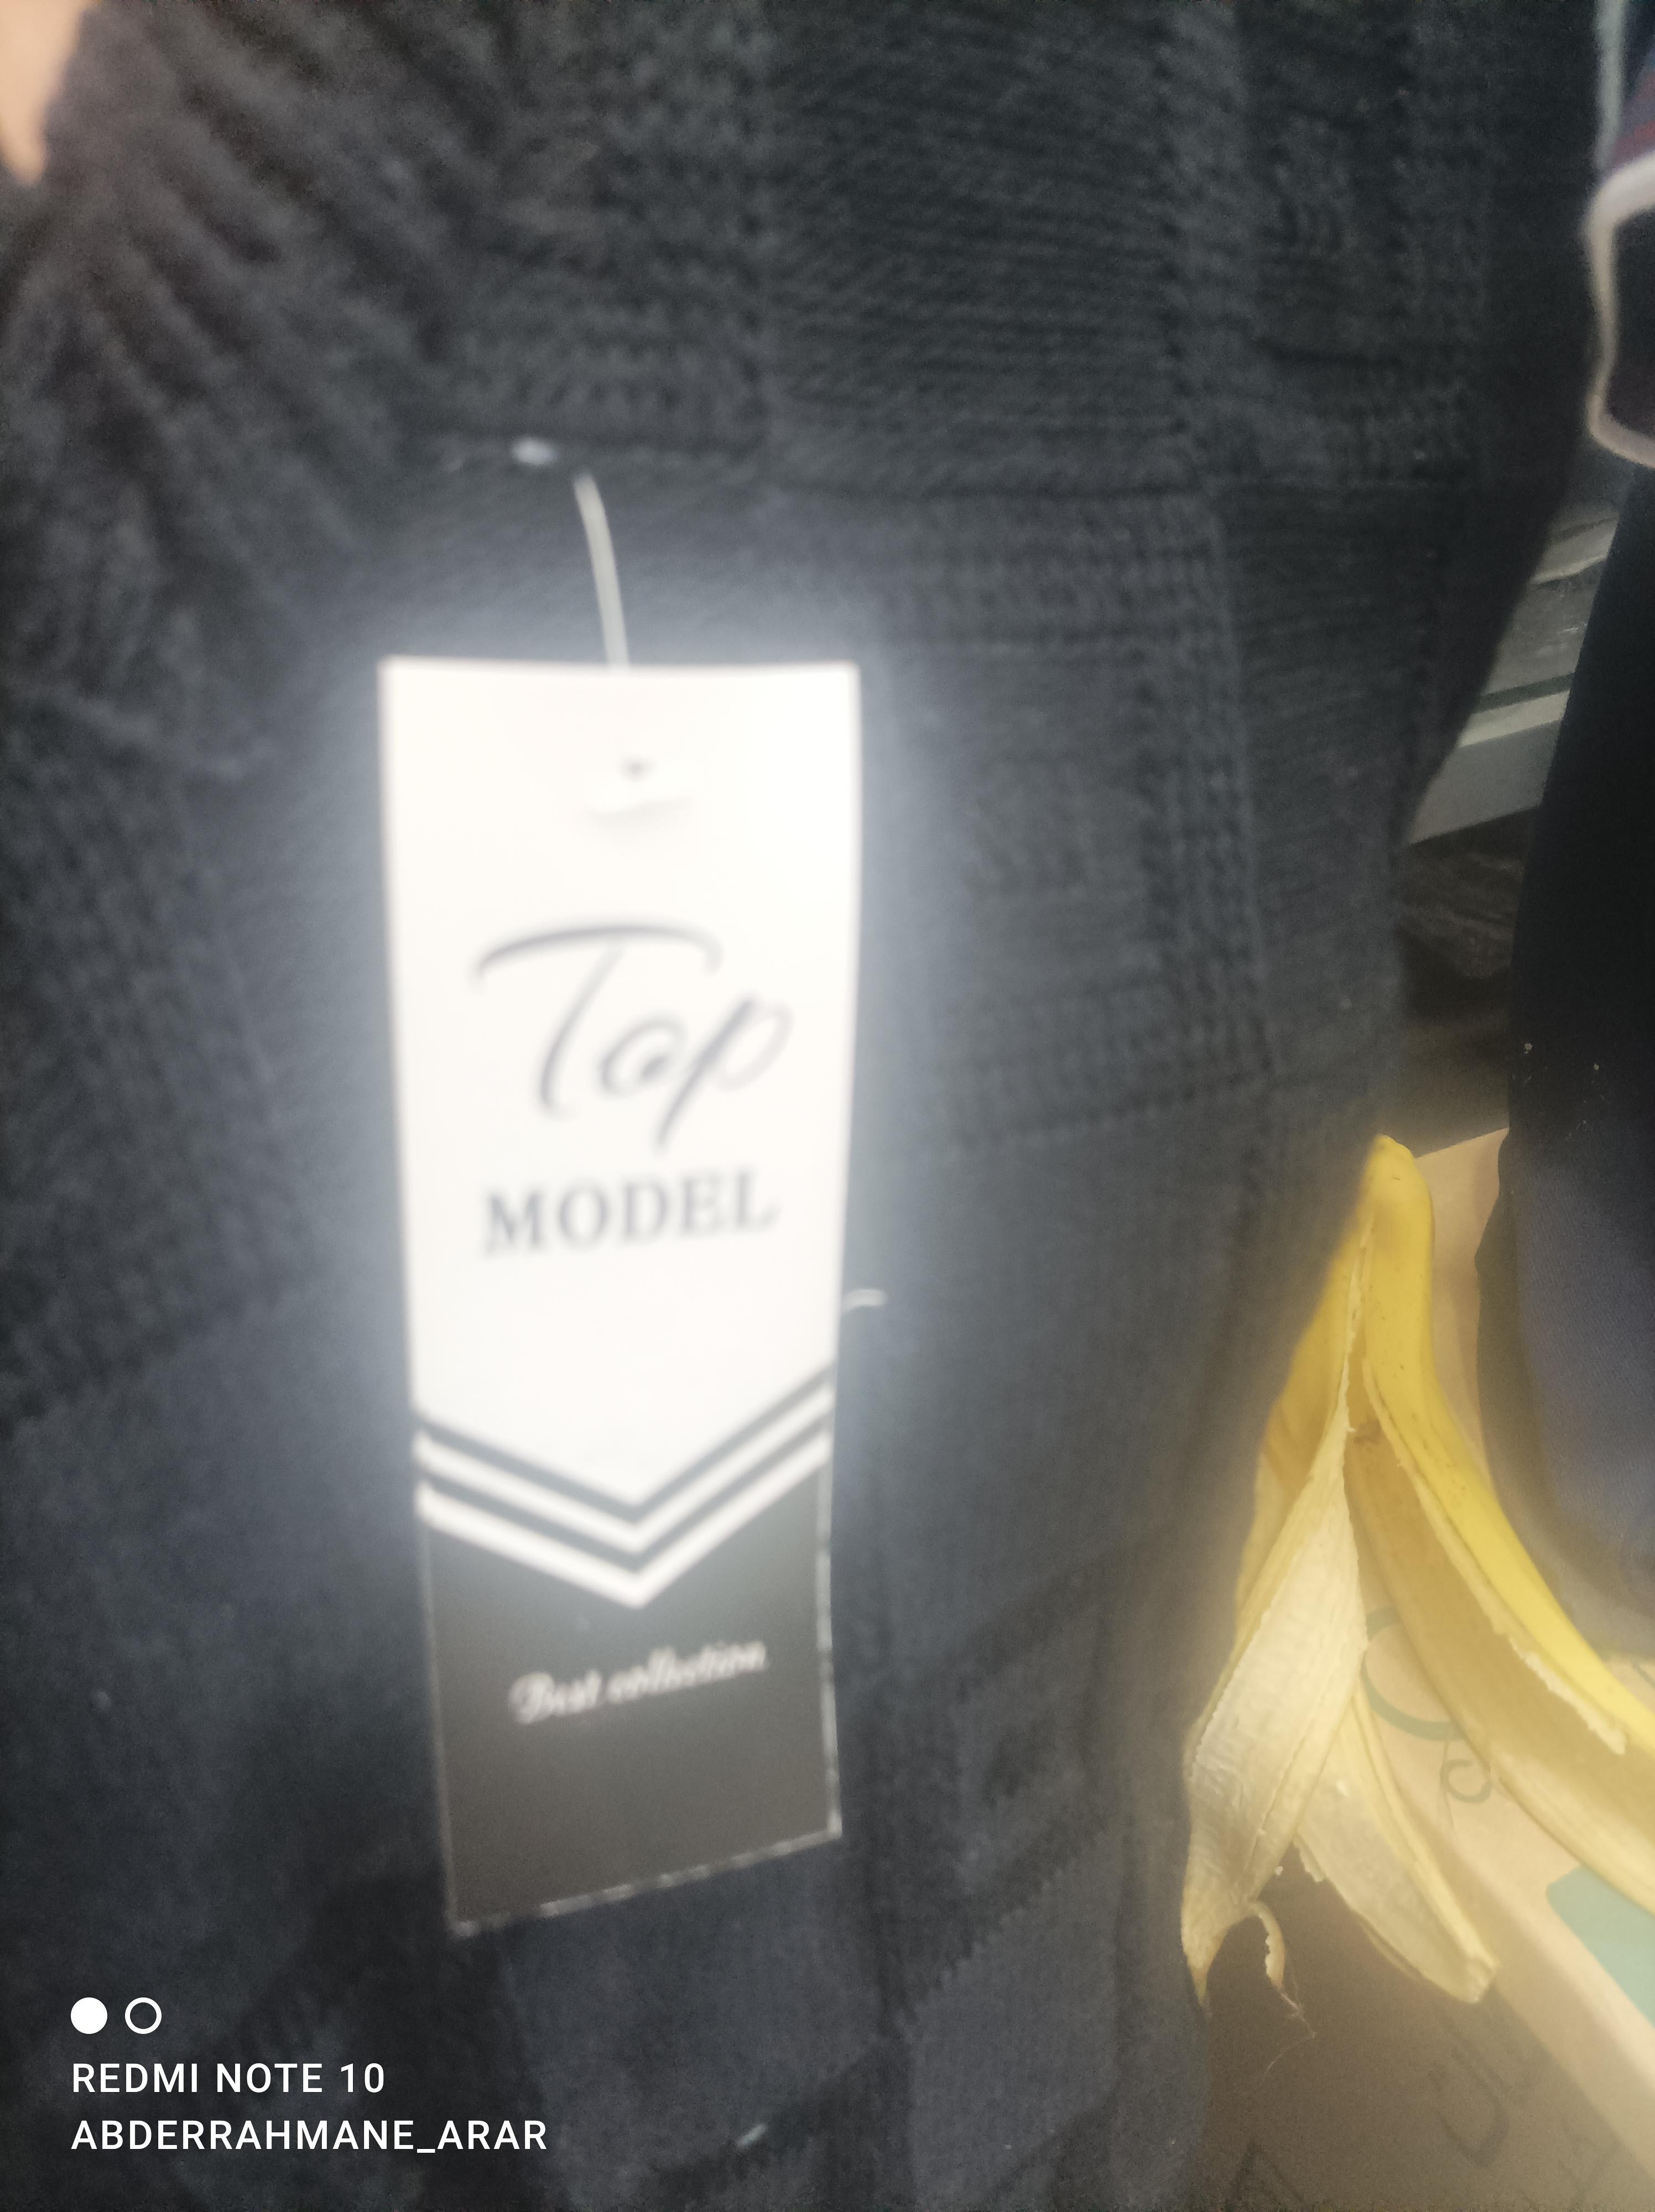 Top
MODEL
Best collection
REDMI NOTE 10
ABDERRAHMANE_ARAR